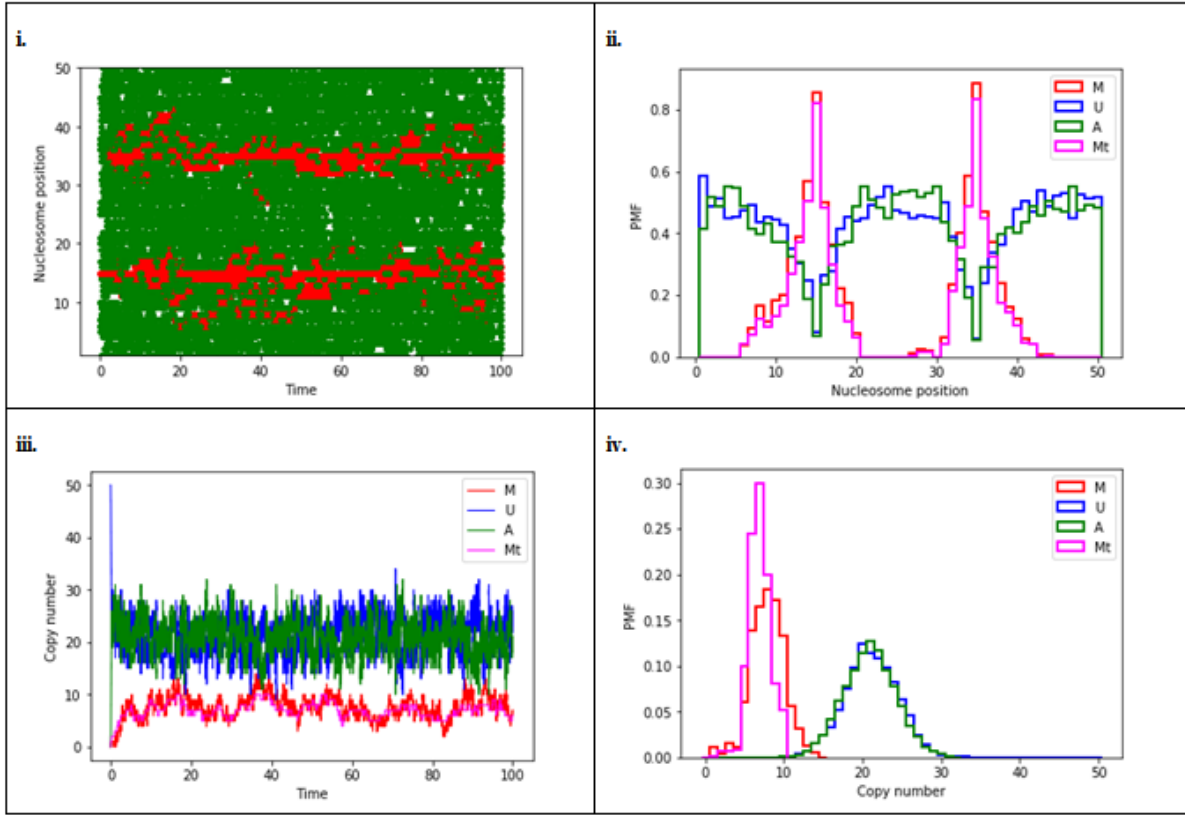 i.
50
40
30
20
10
Nucleosome position
0 20 40 60 80 100
Time
ii.
0.8
0.6
0.4
0.2
0.0
PMF
M
U
A
Mt
0 10 20 30 40 50
Nucleosome position
iii.
50
40
30
20
10
0
Copy number
M
U
A
Mt
0 20 40 60 80 100
Time
iv.
0.30
0.25
0.20
0.15
0.10
0.05
0.00
PMF
M
U
A
Mt
0 10 20 30 40 50
Copy number